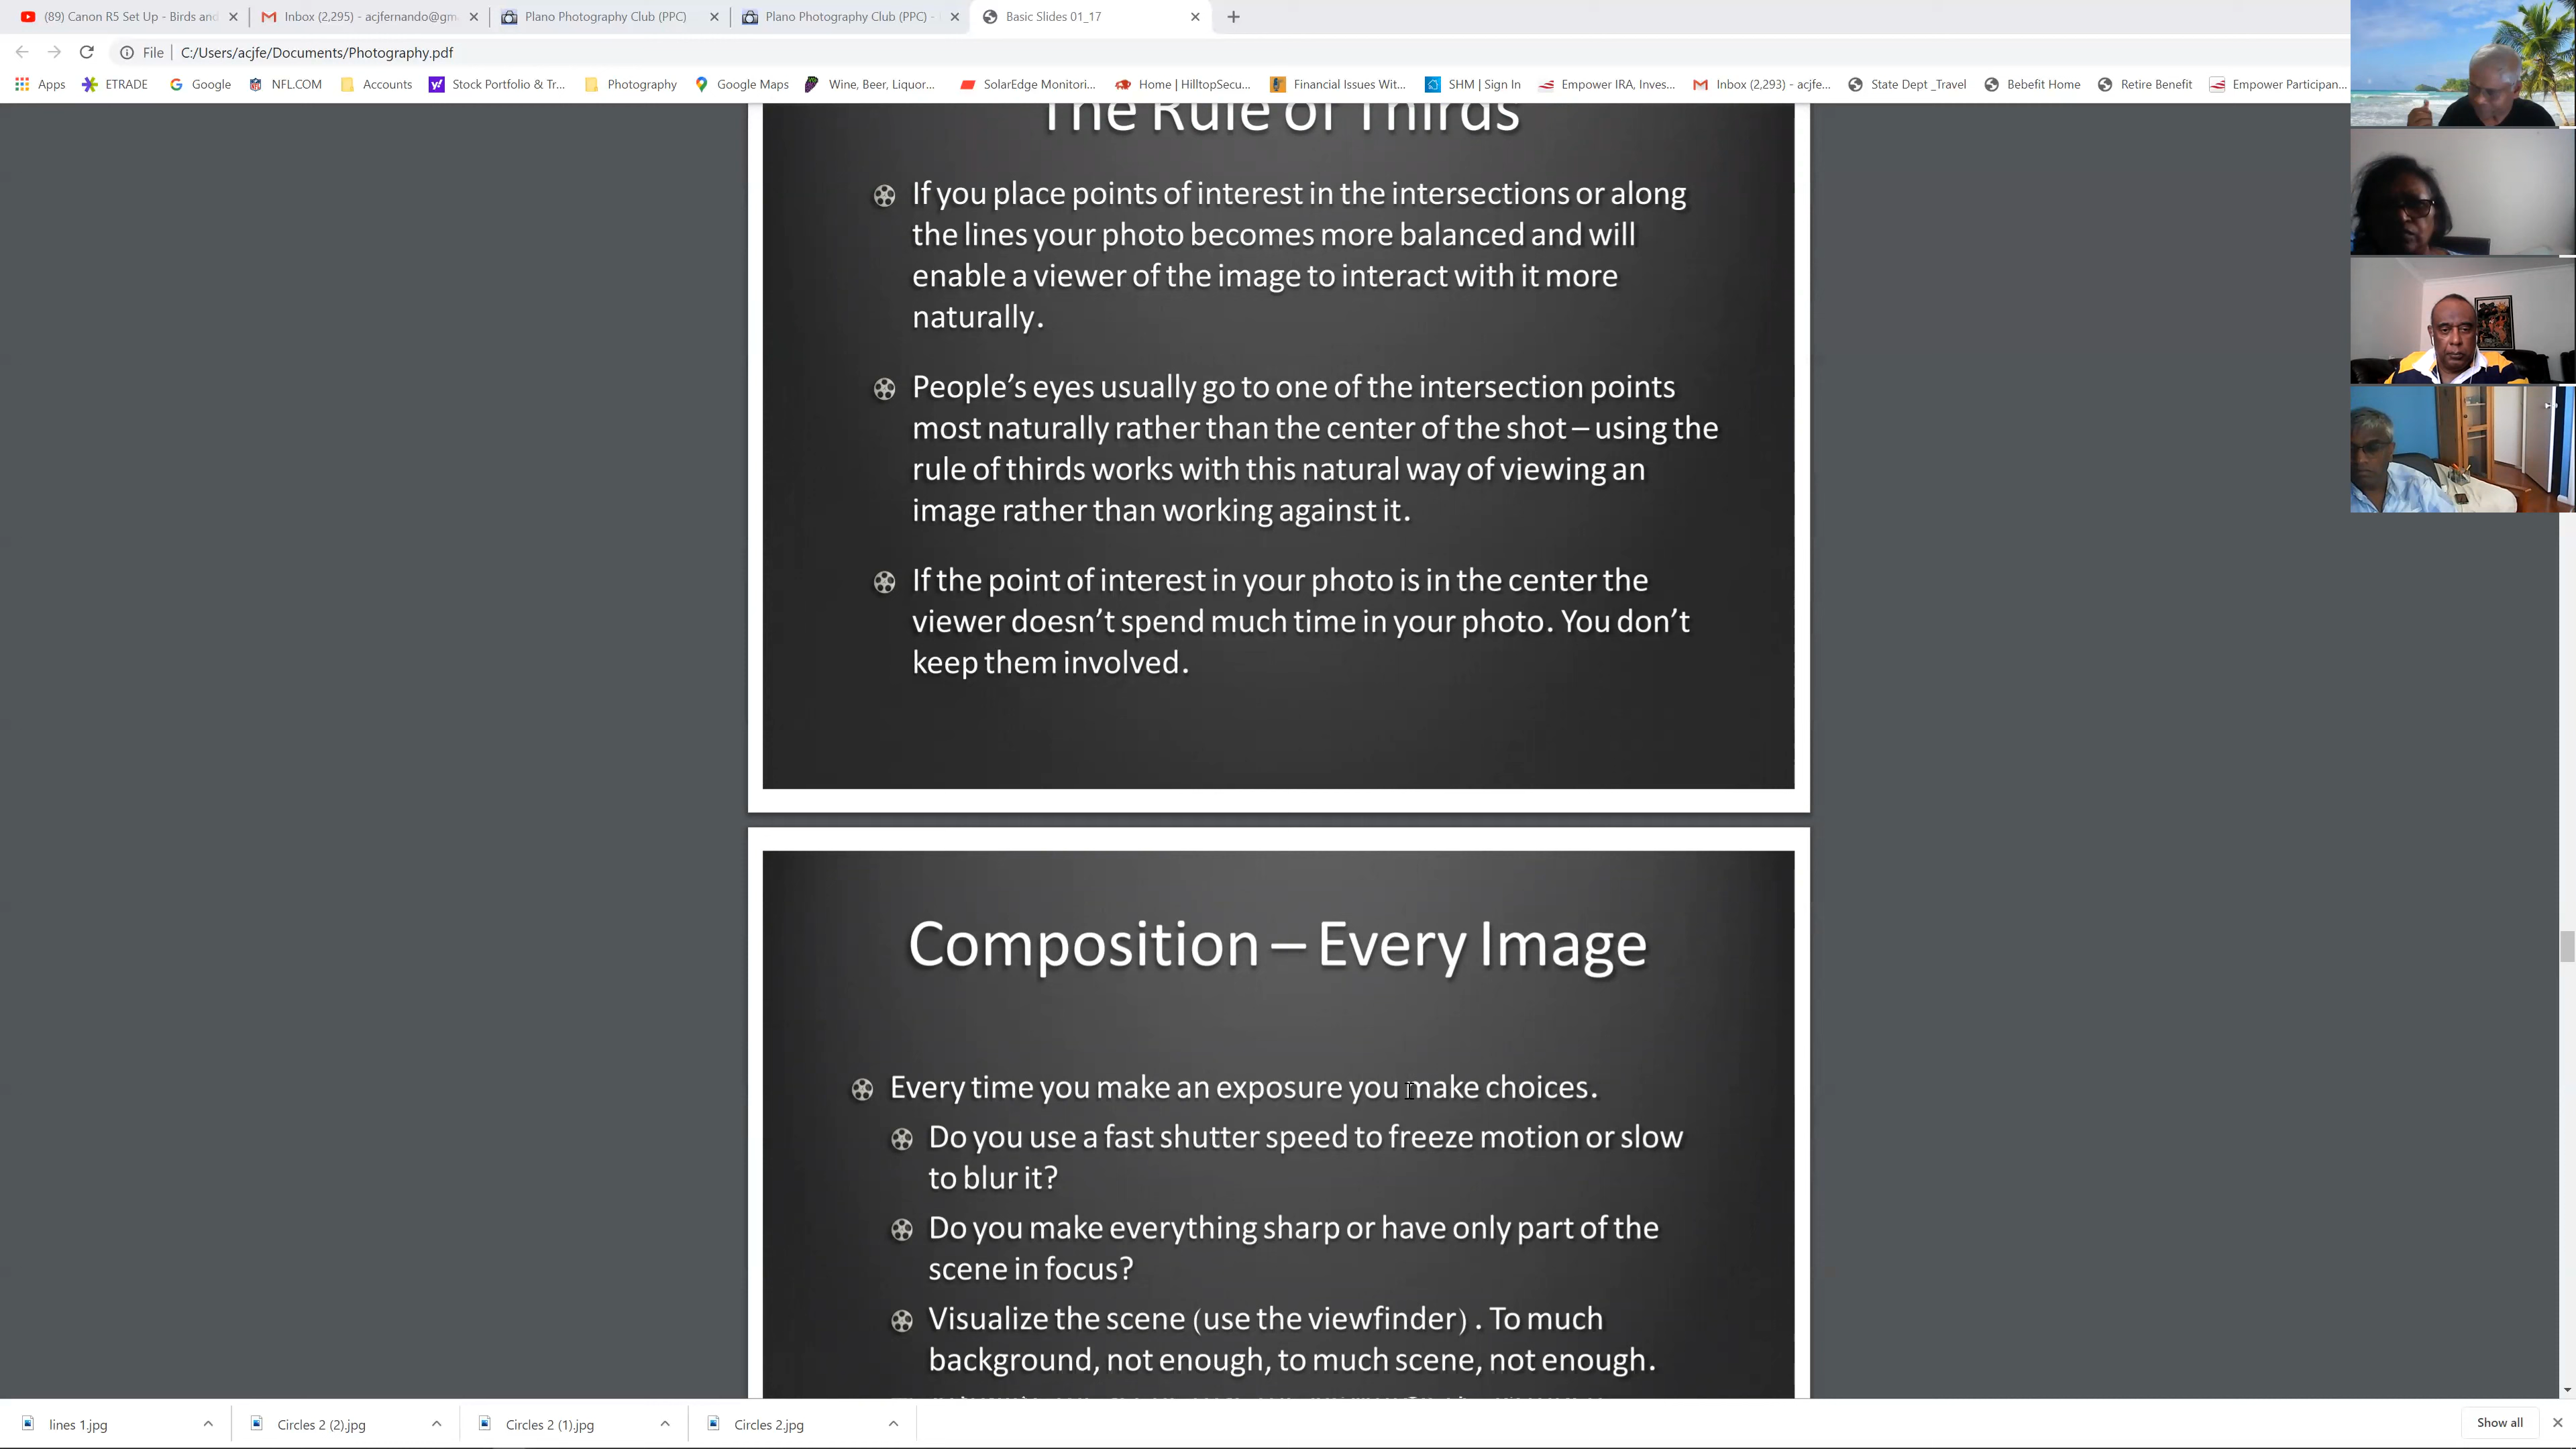 (89) Canon R5 Set Up - Birds and
Inbox (2,295) - acjfernando@gm
Plano Photography Club (PPC)
Plano Photography Club (PPC) -
Basic Slides 01_17
File
C:/Users/acjfe/Documents/Photography.pdf
Apps
ETRADE
Google
NFL.COM
Accounts
Stock Portfolio & Tr...
Photography
Google Maps
Wine, Beer, Liquor...
SolarEdge Monitori...
Home | HilltopSecu...
Financial Issues Wit...
SHM | Sign In
Empower IRA, Inves...
Inbox (2,293) - acjfe...
State Dept _Travel
Bebefit Home
Retire Benefit
Empower Participan...
The Rule of Thirds
If you place points of interest in the intersections or along
the lines your photo becomes more balanced and will
enable a viewer of the image to interact with it more
naturally.
People’s eyes usually go to one of the intersection points
most naturally rather than the center of the shot – using the
rule of thirds works with this natural way of viewing an
image rather than working against it.
If the point of interest in your photo is in the center the
viewer doesn’t spend much time in your photo. You don’t
keep them involved.
Composition – Every Image
Every time you make an exposure you make choices.
Do you use a fast shutter speed to freeze motion or slow
to blur it?
Do you make everything sharp or have only part of the
scene in focus?
Visualize the scene (use the viewfinder) . To much
background, not enough, to much scene, not enough.
lines 1.jpg
Circles 2 (2).jpg
Circles 2 (1).jpg
Circles 2.jpg
Show all